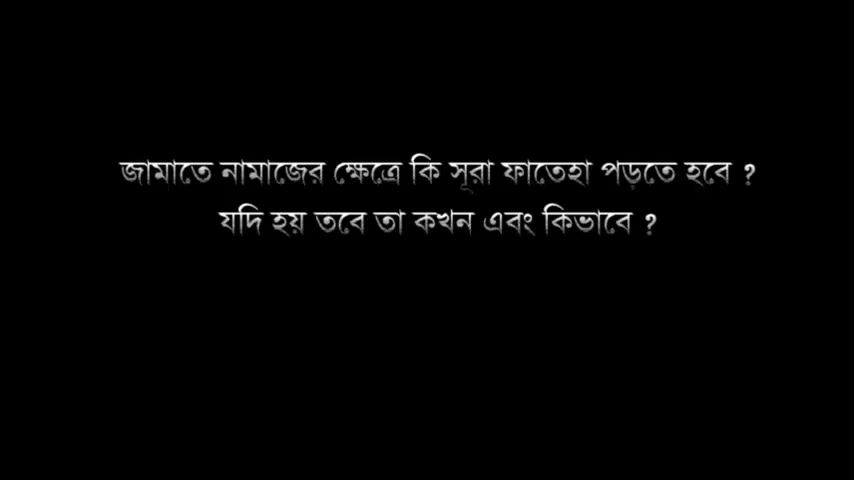 জামাতে নামাজের ক্ষেত্রে কি সূরা ফাতেহা পড়তে হবে ?
যদি হয় তবে তা কখন এবং কিভাবে ?